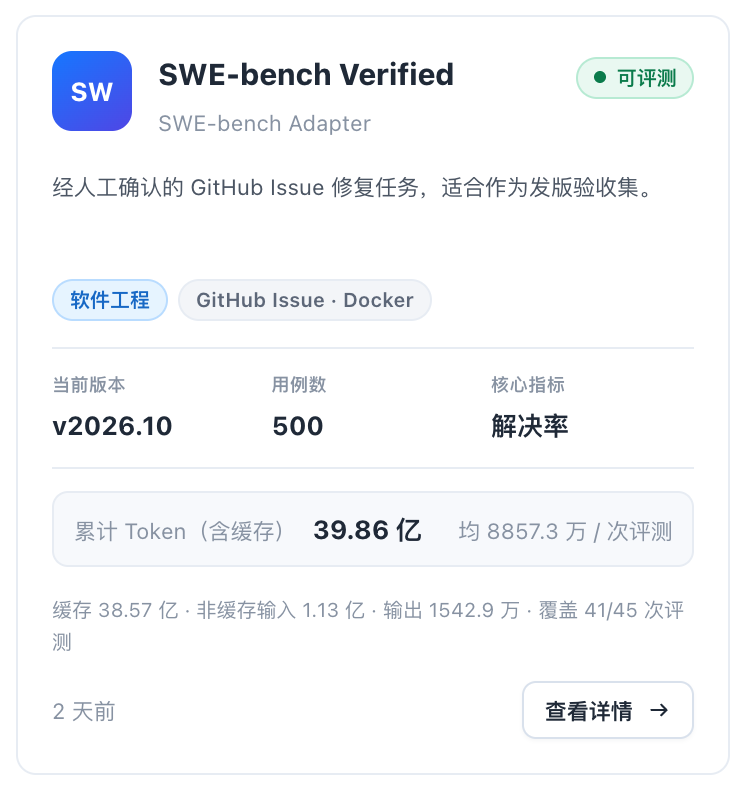 SW
SWE-bench Verified
可评测
SWE-bench Adapter
经人工确认的 GitHub Issue 修复任务，适合作为发版验收集。
软件工程
GitHub Issue · Docker
当前版本
用例数
核心指标
v2026.10
500
解决率
累计 Token（含缓存） 39.86 亿 均 8857.3 万 / 次评测
缓存 38.57 亿 · 非缓存输入 1.13 亿 · 输出 1542.9 万 · 覆盖 41/45 次评
测
2 天前
查看详情 →